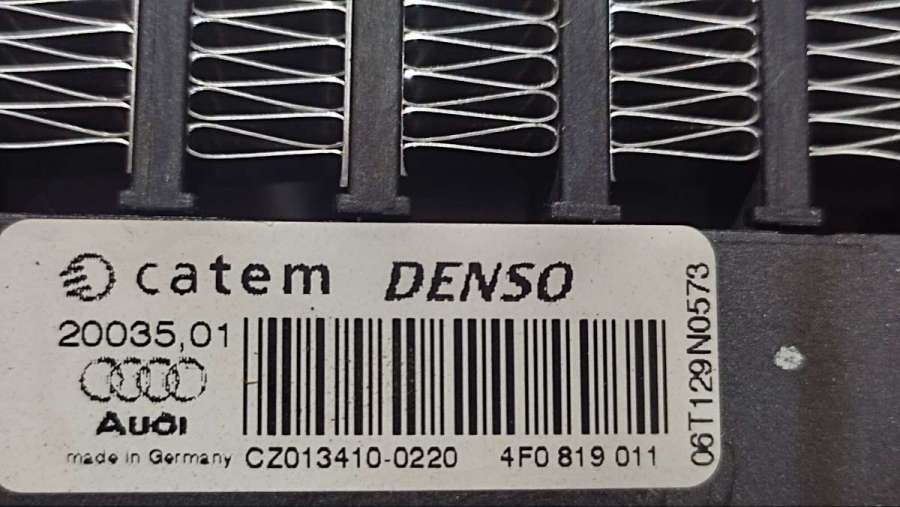 catem DENSO
20035,01
Audi
made in Germany CZ013410-0220 4F0 819 011
06T129N0573